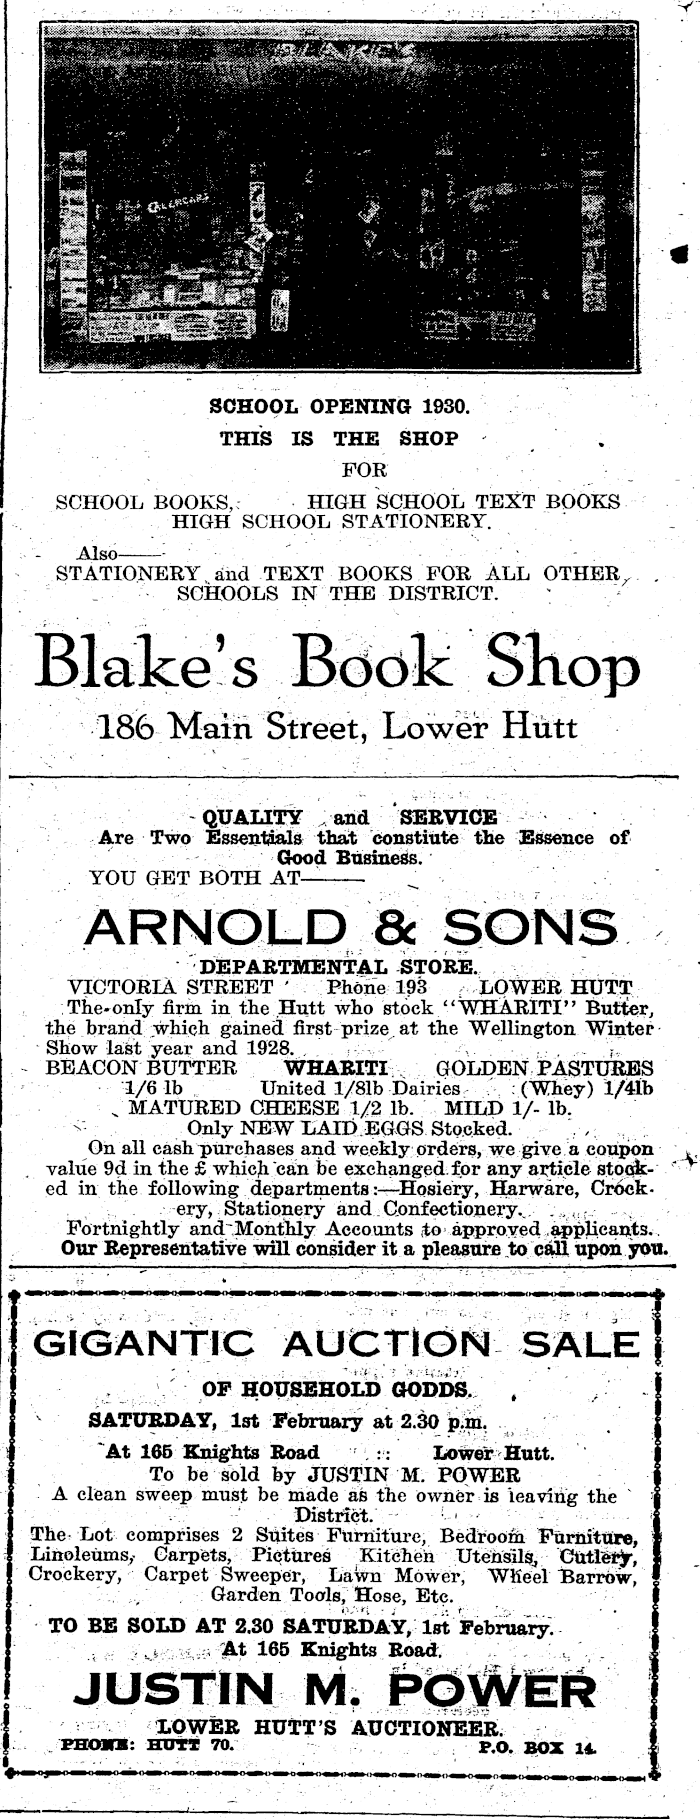 BLAKE'S
SCHOOL OPENING 1930.
THIS IS THE SHOP
FOR
SCHOOL BOOKS, HIGH SCHOOL TEXT BOOKS
HIGH SCHOOL STATIONERY.
Also——
STATIONERY and TEXT BOOKS FOR ALL OTHER
SCHOOLS IN THE DISTRICT.
Blake's Book Shop
186 Main Street, Lower Hutt
QUALITY and SERVICE
Are Two Essentials that constiute the Essence of
Good Business.
YOU GET BOTH AT——
ARNOLD & SONS
DEPARTMENTAL STORE.
VICTORIA STREET Phone 193 LOWER HUTT
The only firm in the Hutt who stock "WHARITI" Butter,
the brand which gained first prize at the Wellington Winter
Show last year and 1928.
BEACON BUTTER WHARITI GOLDEN PASTURES
1/6 lb United 1/8lb Dairies (Whey) 1/4lb
MATURED CHEESE 1/2 lb. MILD 1/- lb.
Only NEW LAID EGGS Stocked.
On all cash purchases and weekly orders, we give a coupon
value 9d in the £ which can be exchanged for any article stock-
ed in the following departments:—Hosiery, Harware, Crock-
ery, Stationery and Confectionery.
Fortnightly and Monthly Accounts to approved applicants.
Our Representative will consider it a pleasure to call upon you.
GIGANTIC AUCTION SALE
OF HOUSEHOLD GODDS.
SATURDAY, 1st February at 2.30 p.m.
At 165 Knights Road :: Lower Hutt.
To be sold by JUSTIN M. POWER
A clean sweep must be made as the owner is leaving the
District.
The Lot comprises 2 Suites Furniture, Bedroom Furniture,
Linoleums, Carpets, Pictures Kitchen Utensils, Cutlery,
Crockery, Carpet Sweeper, Lawn Mower, Wheel Barrow,
Garden Tools, Hose, Etc.
TO BE SOLD AT 2.30 SATURDAY, 1st February.
At 165 Knights Road.
JUSTIN M. POWER
LOWER HUTT'S AUCTIONEER.
PHONE: HUTT 70. P.O. BOX 14.